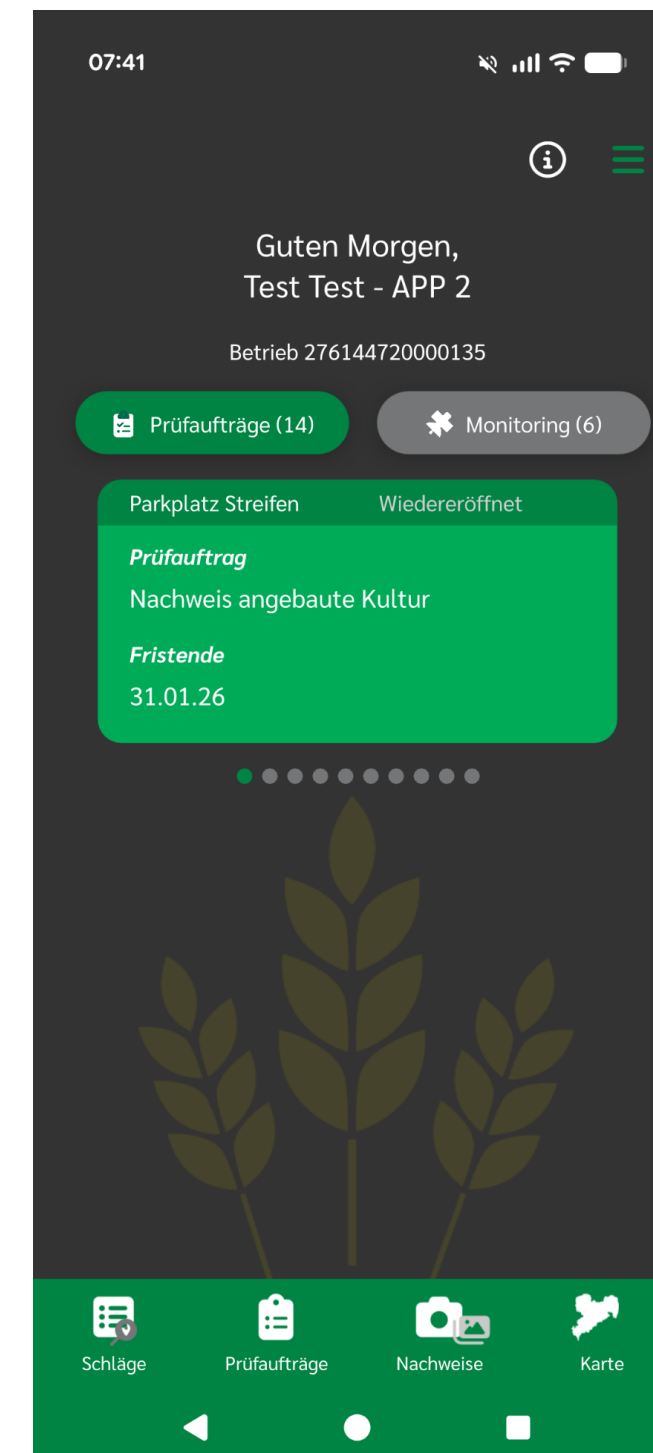 07:41
Guten Morgen,
Test Test - APP 2
Betrieb 276144720000135
Prüfaufträge (14)
Monitoring (6)
Parkplatz Streifen
Wiedereröffnet
Prüfauftrag
Nachweis angebaute Kultur
Fristende
31.01.26
Schläge
Prüfaufträge
Nachweise
Karte